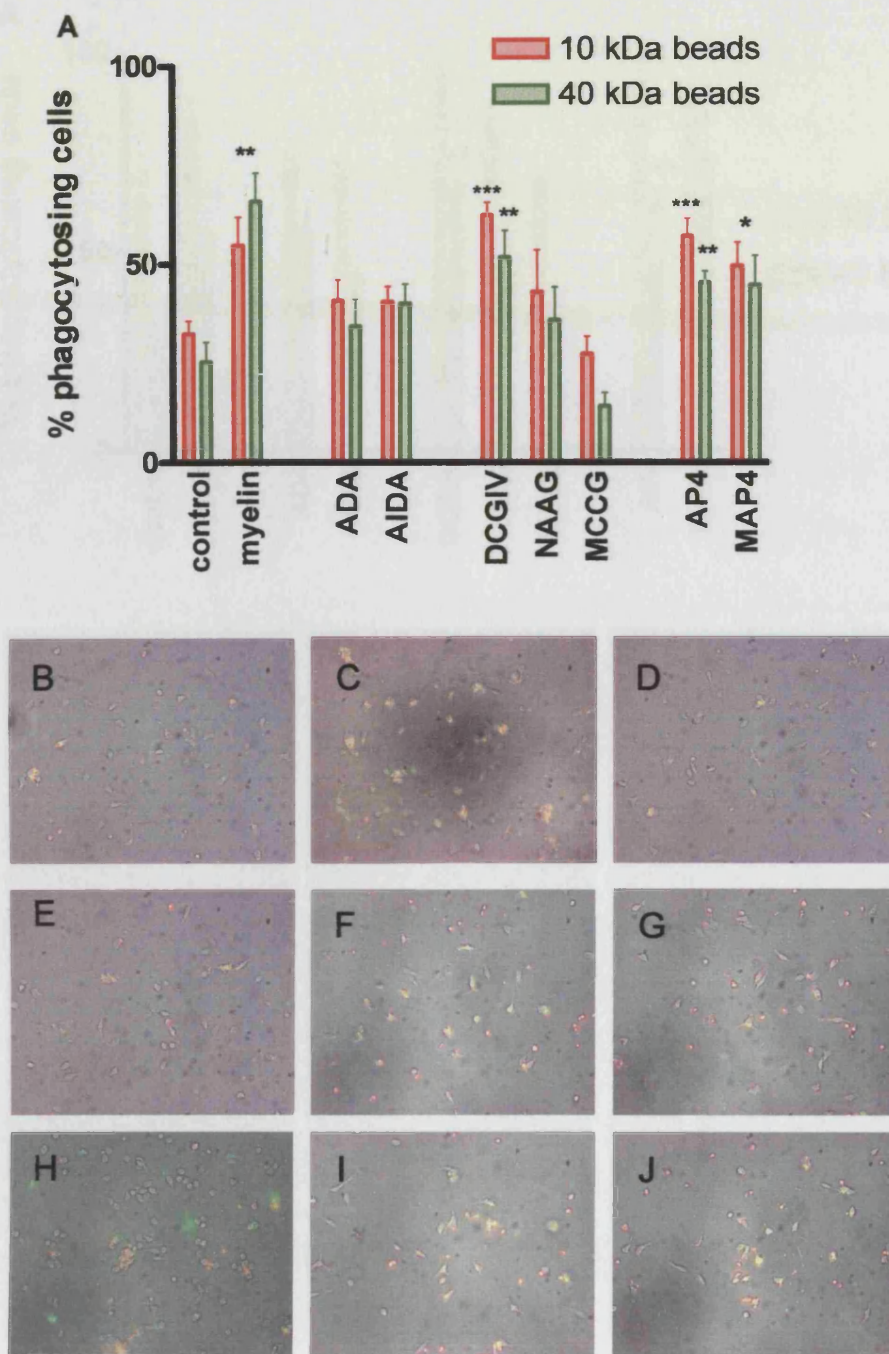 A
10 kDa beads
40 kDa beads
100
50
0
% phagocytosing cells
**
***
**
***
**
*
control
myelin
ADA
AIDA
DCGIV
NAAG
MCCG
AP4
MAP4
B
C
D
E
F
G
H
I
J